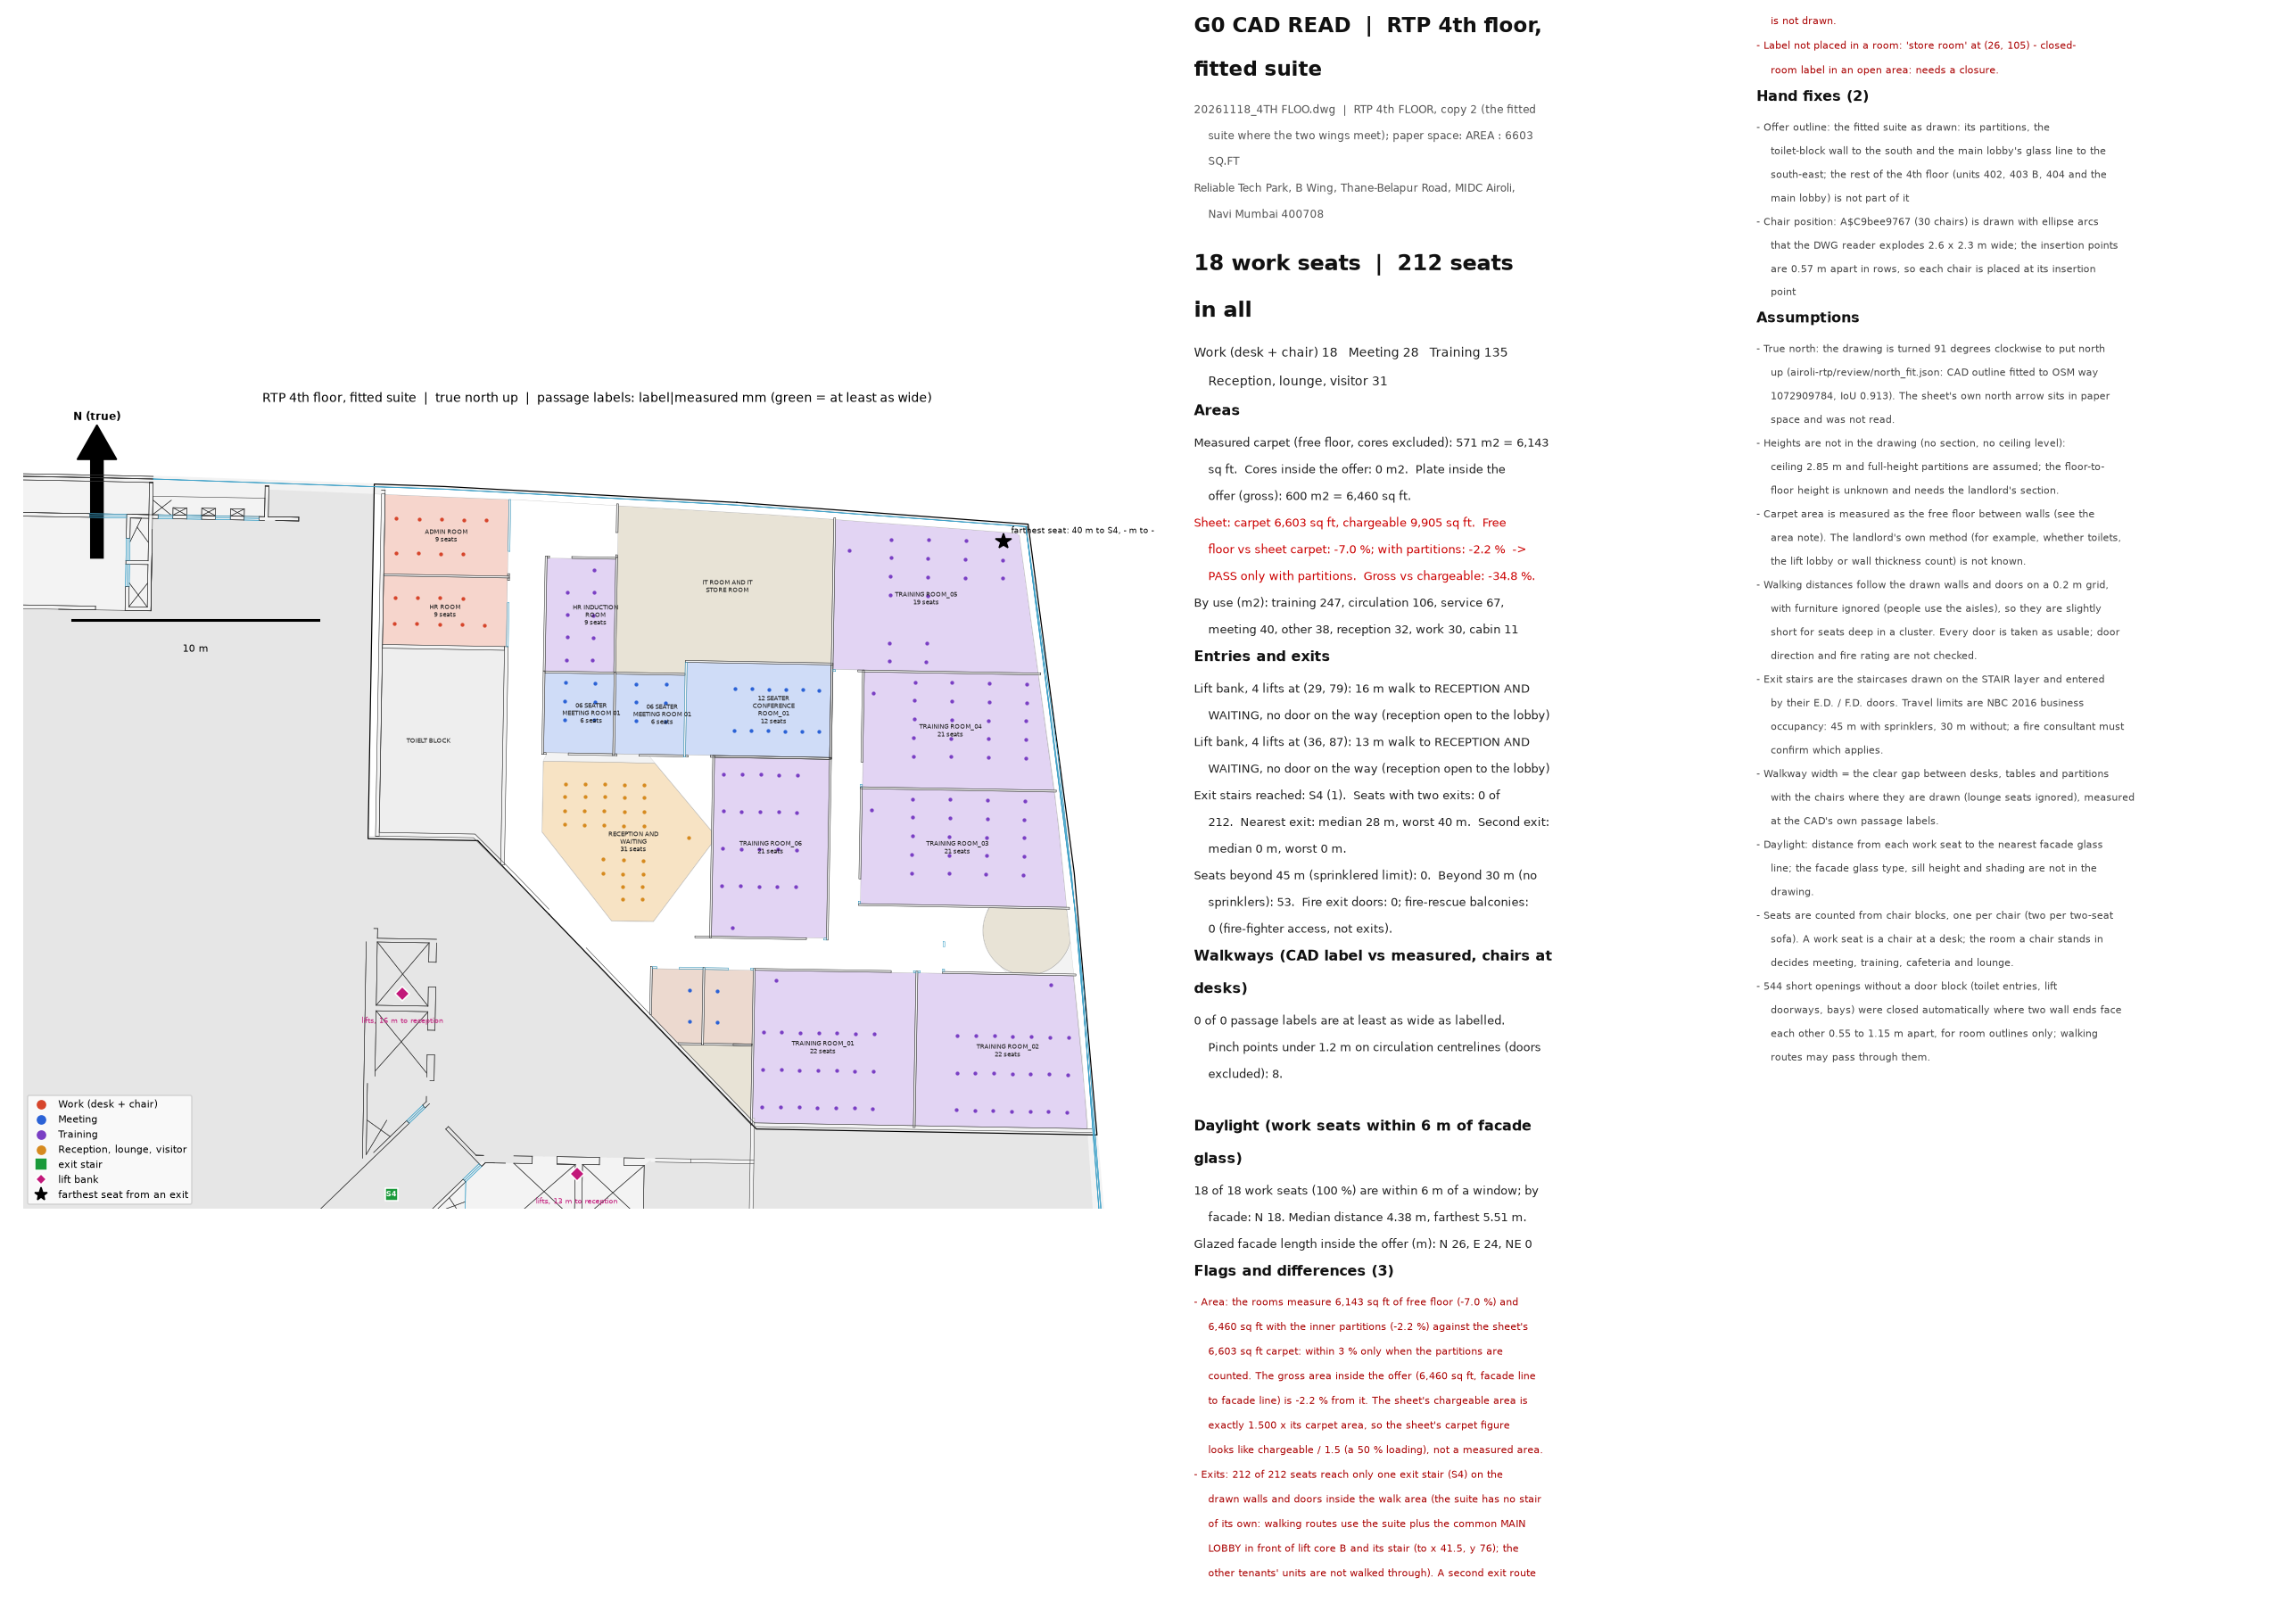 RTP 4th floor, fitted suite | true north up | passage labels: label|measured mm (green = at least as wide)
N (true)
10 m
farthest seat: 40 m to S4, - m to -
ADMIN ROOM
9 seats
HR ROOM
9 seats
HR INDUCTION
ROOM
9 seats
IT ROOM AND IT
STORE ROOM
TRAINING ROOM_05
19 seats
06 SEATER
MEETING ROOM 01
6 seats
06 SEATER
MEETING ROOM 01
6 seats
12 SEATER
CONFERENCE
ROOM_01
12 seats
TRAINING ROOM_04
21 seats
TOIELT BLOCK
RECEPTION AND
WAITING
31 seats
TRAINING ROOM_06
21 seats
TRAINING ROOM_03
21 seats
TRAINING ROOM_01
22 seats
TRAINING ROOM_02
22 seats
lifts, 16 m to reception
lifts, 13 m to reception
S4
Work (desk + chair)
Meeting
Training
Reception, lounge, visitor
exit stair
lift bank
farthest seat from an exit
G0 CAD READ | RTP 4th floor,
fitted suite
20261118_4TH FLOO.dwg | RTP 4th FLOOR, copy 2 (the fitted
suite where the two wings meet); paper space: AREA : 6603
SQ.FT
Reliable Tech Park, B Wing, Thane-Belapur Road, MIDC Airoli,
Navi Mumbai 400708
18 work seats | 212 seats
in all
Work (desk + chair) 18 Meeting 28 Training 135
Reception, lounge, visitor 31
Areas
Measured carpet (free floor, cores excluded): 571 m2 = 6,143
sq ft. Cores inside the offer: 0 m2. Plate inside the
offer (gross): 600 m2 = 6,460 sq ft.
Sheet: carpet 6,603 sq ft, chargeable 9,905 sq ft. Free
floor vs sheet carpet: -7.0 %; with partitions: -2.2 % ->
PASS only with partitions. Gross vs chargeable: -34.8 %.
By use (m2): training 247, circulation 106, service 67,
meeting 40, other 38, reception 32, work 30, cabin 11
Entries and exits
Lift bank, 4 lifts at (29, 79): 16 m walk to RECEPTION AND
WAITING, no door on the way (reception open to the lobby)
Lift bank, 4 lifts at (36, 87): 13 m walk to RECEPTION AND
WAITING, no door on the way (reception open to the lobby)
Exit stairs reached: S4 (1). Seats with two exits: 0 of
212. Nearest exit: median 28 m, worst 40 m. Second exit:
median 0 m, worst 0 m.
Seats beyond 45 m (sprinklered limit): 0. Beyond 30 m (no
sprinklers): 53. Fire exit doors: 0; fire-rescue balconies:
0 (fire-fighter access, not exits).
Walkways (CAD label vs measured, chairs at
desks)
0 of 0 passage labels are at least as wide as labelled.
Pinch points under 1.2 m on circulation centrelines (doors
excluded): 8.
Daylight (work seats within 6 m of facade
glass)
18 of 18 work seats (100 %) are within 6 m of a window; by
facade: N 18. Median distance 4.38 m, farthest 5.51 m.
Glazed facade length inside the offer (m): N 26, E 24, NE 0
Flags and differences (3)
- Area: the rooms measure 6,143 sq ft of free floor (-7.0 %) and
6,460 sq ft with the inner partitions (-2.2 %) against the sheet's
6,603 sq ft carpet: within 3 % only when the partitions are
counted. The gross area inside the offer (6,460 sq ft, facade line
to facade line) is -2.2 % from it. The sheet's chargeable area is
exactly 1.500 x its carpet area, so the sheet's carpet figure
looks like chargeable / 1.5 (a 50 % loading), not a measured area.
- Exits: 212 of 212 seats reach only one exit stair (S4) on the
drawn walls and doors inside the walk area (the suite has no stair
of its own: walking routes use the suite plus the common MAIN
LOBBY in front of lift core B and its stair (to x 41.5, y 76); the
other tenants' units are not walked through). A second exit route
is not drawn.
- Label not placed in a room: 'store room' at (26, 105) - closed-
room label in an open area: needs a closure.
Hand fixes (2)
- Offer outline: the fitted suite as drawn: its partitions, the
toilet-block wall to the south and the main lobby's glass line to the
south-east; the rest of the 4th floor (units 402, 403 B, 404 and the
main lobby) is not part of it
- Chair position: A$C9bee9767 (30 chairs) is drawn with ellipse arcs
that the DWG reader explodes 2.6 x 2.3 m wide; the insertion points
are 0.57 m apart in rows, so each chair is placed at its insertion
point
Assumptions
- True north: the drawing is turned 91 degrees clockwise to put north
up (airoli-rtp/review/north_fit.json: CAD outline fitted to OSM way
1072909784, IoU 0.913). The sheet's own north arrow sits in paper
space and was not read.
- Heights are not in the drawing (no section, no ceiling level):
ceiling 2.85 m and full-height partitions are assumed; the floor-to-
floor height is unknown and needs the landlord's section.
- Carpet area is measured as the free floor between walls (see the
area note). The landlord's own method (for example, whether toilets,
the lift lobby or wall thickness count) is not known.
- Walking distances follow the drawn walls and doors on a 0.2 m grid,
with furniture ignored (people use the aisles), so they are slightly
short for seats deep in a cluster. Every door is taken as usable; door
direction and fire rating are not checked.
- Exit stairs are the staircases drawn on the STAIR layer and entered
by their E.D. / F.D. doors. Travel limits are NBC 2016 business
occupancy: 45 m with sprinklers, 30 m without; a fire consultant must
confirm which applies.
- Walkway width = the clear gap between desks, tables and partitions
with the chairs where they are drawn (lounge seats ignored), measured
at the CAD's own passage labels.
- Daylight: distance from each work seat to the nearest facade glass
line; the facade glass type, sill height and shading are not in the
drawing.
- Seats are counted from chair blocks, one per chair (two per two-seat
sofa). A work seat is a chair at a desk; the room a chair stands in
decides meeting, training, cafeteria and lounge.
- 544 short openings without a door block (toilet entries, lift
doorways, bays) were closed automatically where two wall ends face
each other 0.55 to 1.15 m apart, for room outlines only; walking
routes may pass through them.